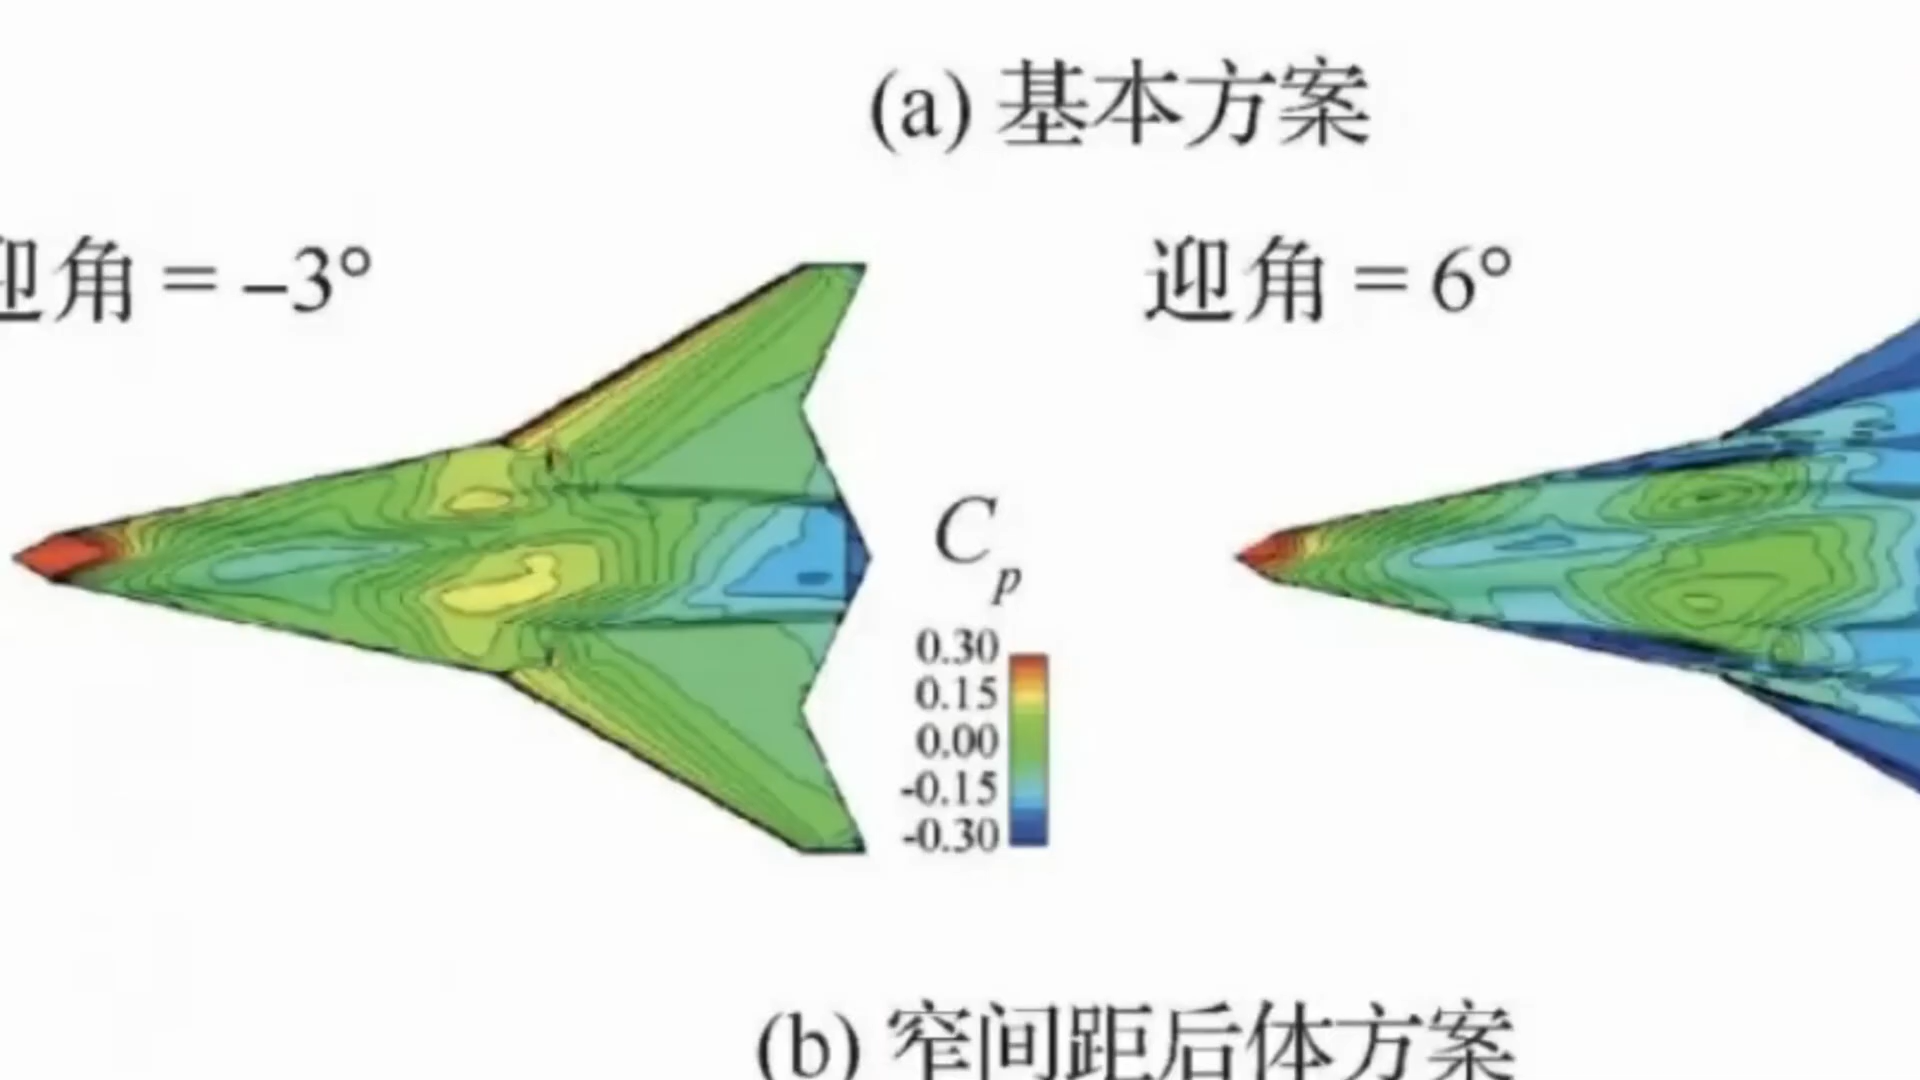 (a) 基本方案
迎角 = –3°
迎角 = 6°
Cp
0.30
0.15
0.00
-0.15
-0.30
(b) 窄间距后体方案